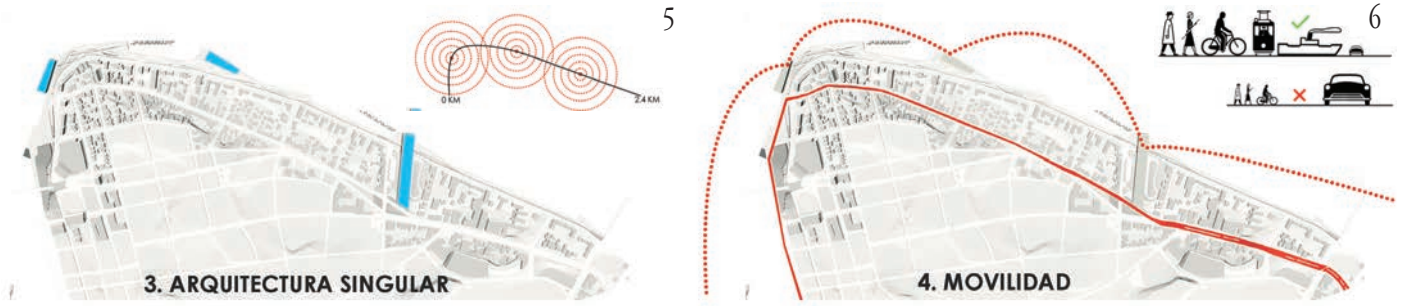 5
0 KM
2.4 KM
3. ARQUITECTURA SINGULAR
6
4. MOVILIDAD